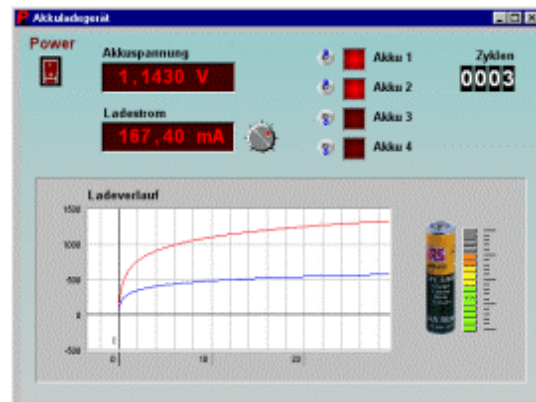 Akkuladegerät
Power
Akkuspannung
1,1430 V
Ladestrom
167,40 mA
Akku 1
Akku 2
Akku 3
Akku 4
Zyklen
0003
Ladeverlauf
1500
1000
500
0
-500
0
10
20